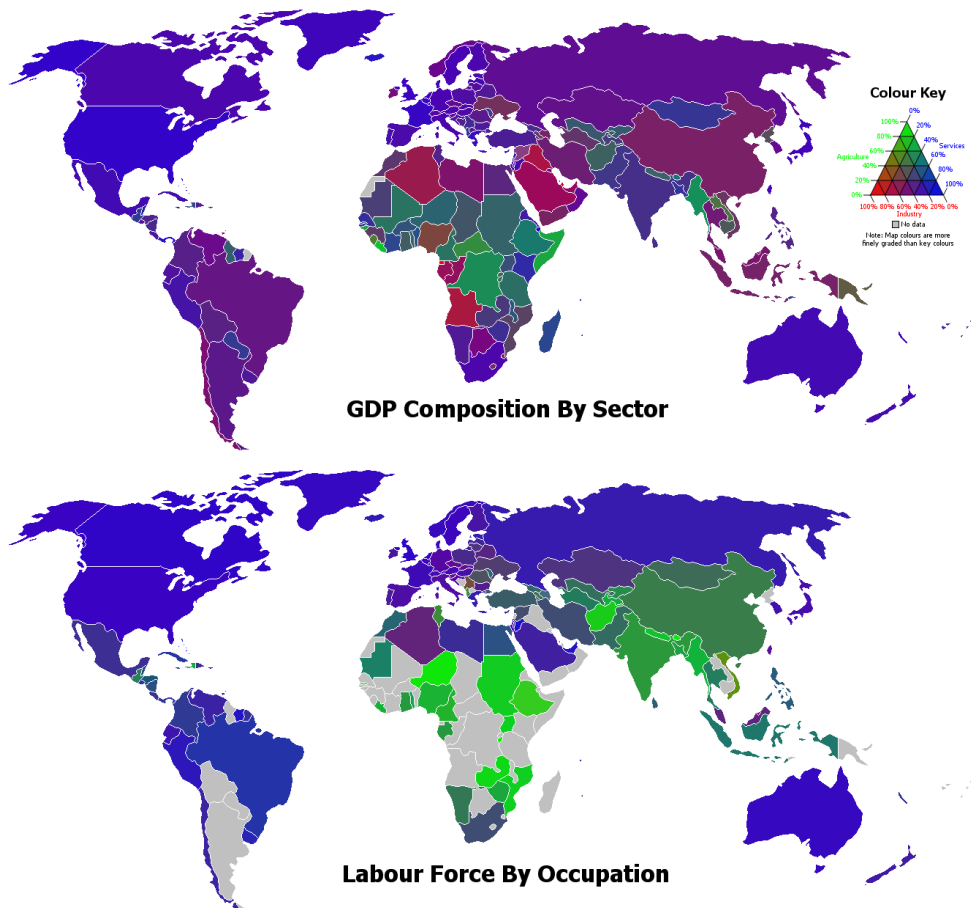 Colour Key
0%
100%
20%
80%
40%
Services
60%
60%
Agriculture
40%
80%
20%
100%
0%
100% 80% 60% 40% 20% 0%
Industry
No data
Note: Map colours are more
finely graded than key colours
GDP Composition By Sector
Labour Force By Occupation